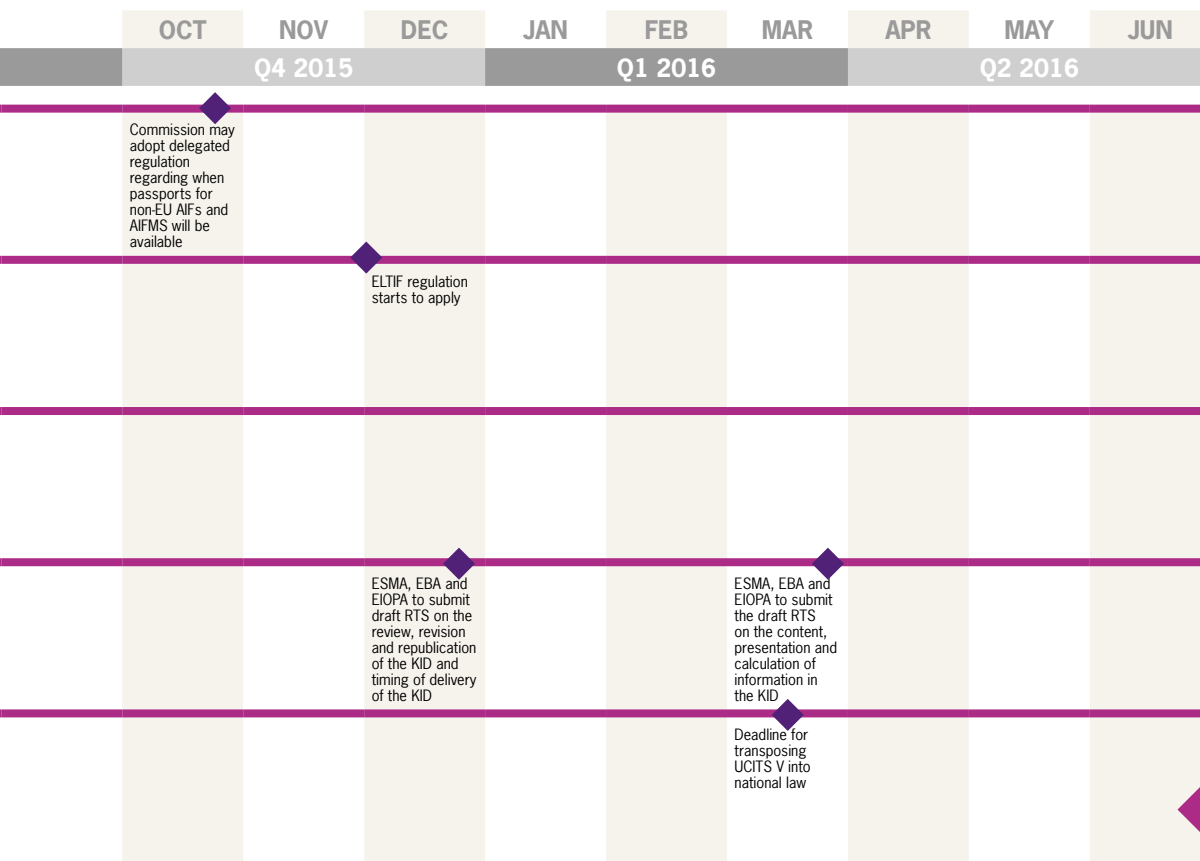 OCT NOV DEC JAN FEB MAR APR MAY JUN
Q4 2015 Q1 2016 Q2 2016
Commission may
adopt delegated
regulation
regarding when
passports for
non-EU AIFs and
AIFMS will be
available
ELTIF regulation
starts to apply
ESMA, EBA and
EIOPA to submit
draft RTS on the
review, revision
and republication
of the KID and
timing of delivery
of the KID
ESMA, EBA and
EIOPA to submit
the draft RTS
on the content,
presentation and
calculation of
information in
the KID
Deadline for
transposing
UCITS V into
national law